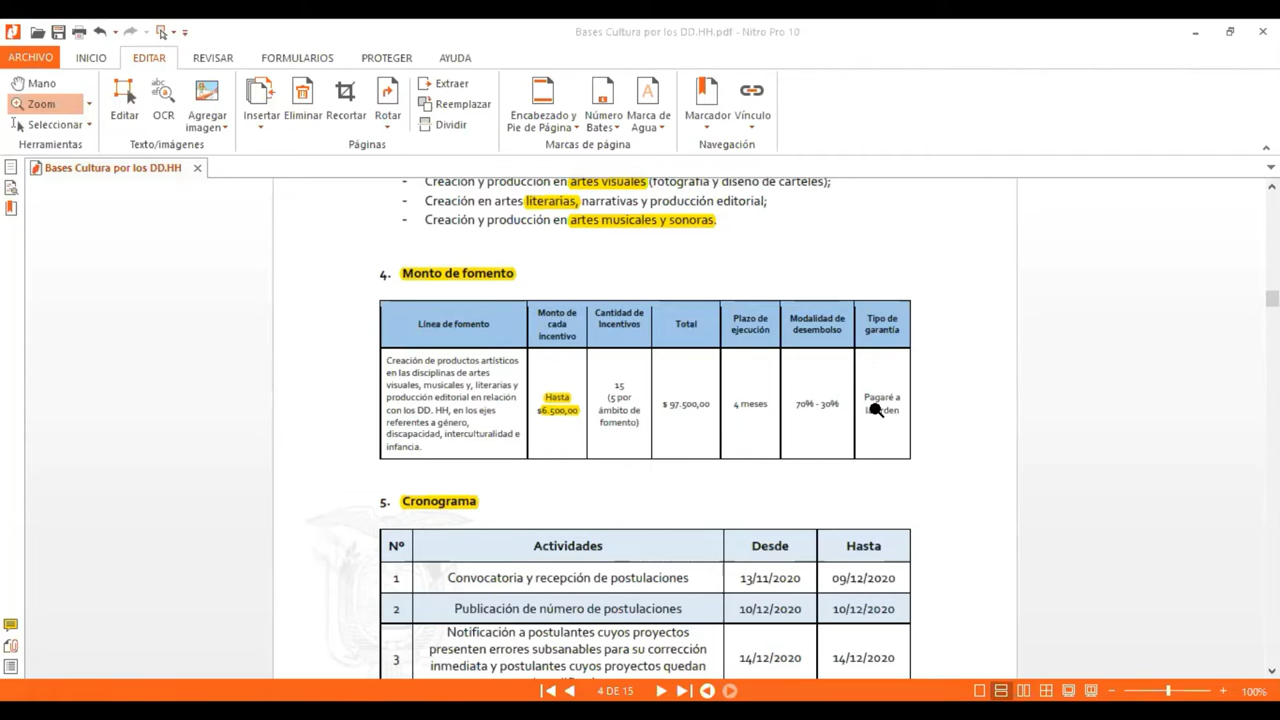 Bases Cultura por los DD.HH.pdf - Nitro Pro 10
ARCHIVO INICIO EDITAR REVISAR FORMULARIOS PROTEGER AYUDA
Mano
Zoom
Seleccionar
Editar
OCR
Agregar
imagen
Insertar
Eliminar
Recortar
Rotar
Extraer
Reemplazar
Dividir
Encabezado y
Pie de Página
Número
Bates
Marca de
Agua
Marcador
Vínculo
Herramientas
Texto/imágenes
Páginas
Marcas de página
Navegación
Bases Cultura por los DD.HH
- Creación y producción en artes visuales (fotografía y diseño de carteles);
- Creación en artes literarias, narrativas y producción editorial;
- Creación y producción en artes musicales y sonoras.
4. Monto de fomento
Línea de fomento
Monto de
cada
incentivo
Cantidad de
Incentivos
Total
Plazo de
ejecución
Modalidad de
desembolso
Tipo de
garantía
Creación de productos artísticos
en las disciplinas de artes
visuales, musicales y, literarias y
producción editorial en relación
con los DD. HH, en los ejes
referentes a género,
discapacidad, interculturalidad e
infancia.
Hasta
$6.500,00
15
(5 por
ámbito de
fomento)
$ 97.500,00
4 meses
70% - 30%
Pagaré a
5. Cronograma
Nº Actividades Desde Hasta
1 Convocatoria y recepción de postulaciones 13/11/2020 09/12/2020
2 Publicación de número de postulaciones 10/12/2020 10/12/2020
Notificación a postulantes cuyos proyectos
presenten errores subsanables para su corrección
3 14/12/2020 14/12/2020
inmediata y postulantes cuyos proyectos quedan
4 DE 15
100%